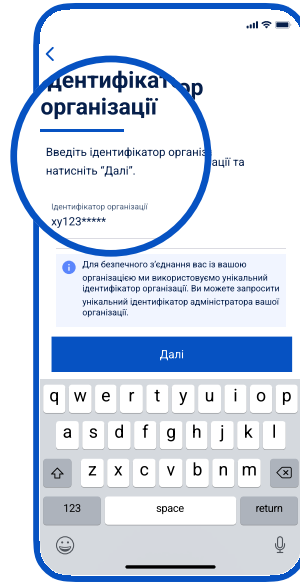 Ідентифікатор
організації
Введіть ідентифікатор організації та
натисніть “Далі”.
Ідентифікатор організації
xy123*****
Для безпечного з’єднання вас із вашою
організацією ми використовуємо унікальний
ідентифікатор організації. Ви можете запросити
унікальний ідентифікатор адміністратора вашої
організації.
Далі
q w e r t y u i o p
a s d f g h j k l
z x c v b n m
123 space return